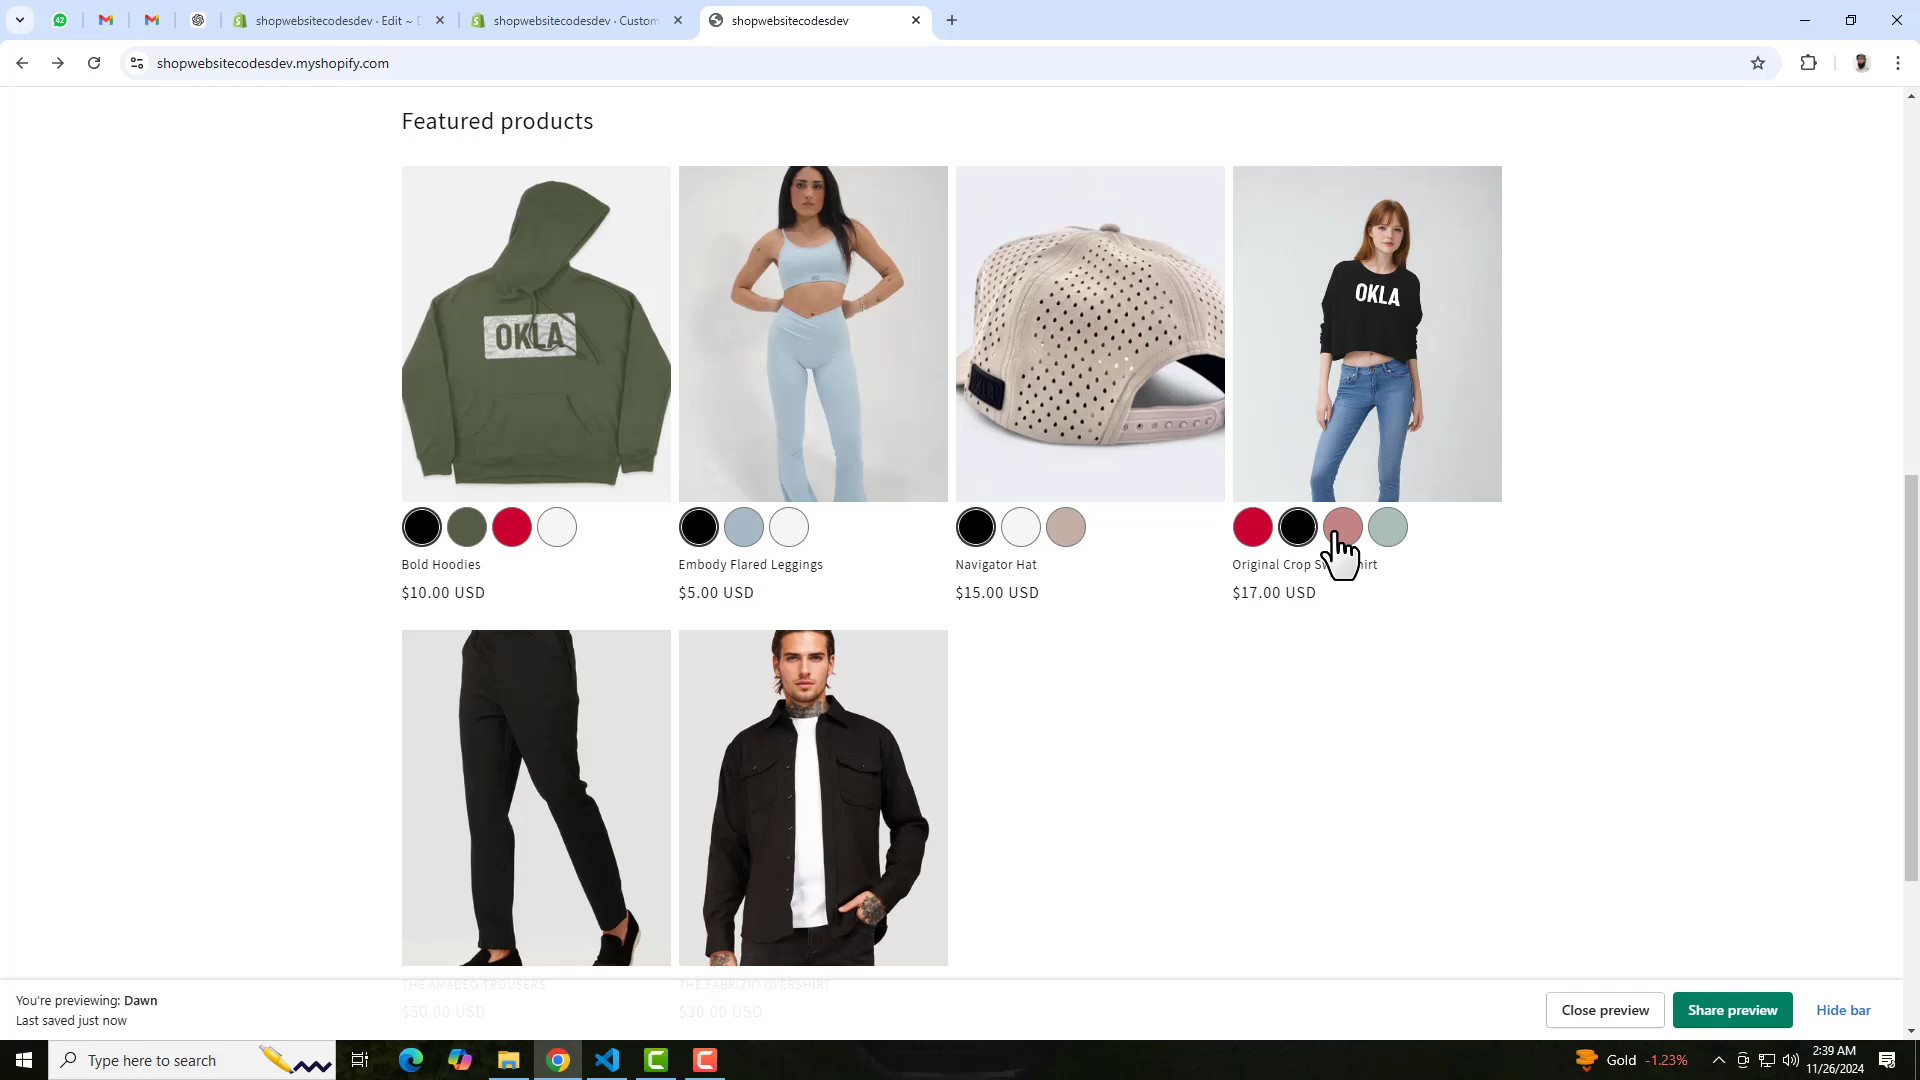 42
shopwebsitecodesdev · Edit ~ D
shopwebsitecodesdev · Custom
shopwebsitecodesdev
shopwebsitecodesdev.myshopify.com
Featured products
OKLA
OKLA
Bold Hoodies
Embody Flared Leggings
Navigator Hat
Original Crop Sw irt
$10.00 USD
$5.00 USD
$15.00 USD
$17.00 USD
THE AMADEO TROUSERS
THE FABRIZIO OVERSHIRT
$50.00 USD
$30.00 USD
You're previewing: Dawn
Last saved just now
Close preview
Share preview
Hide bar
Type here to search
Gold -1.23%
2:39 AM
11/26/2024